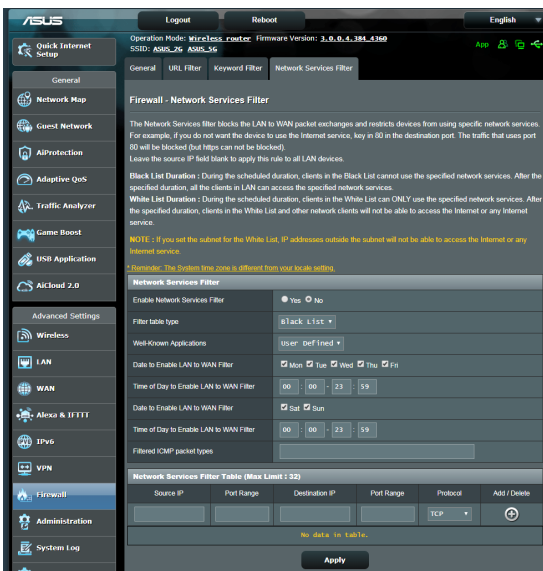 ASUS
Logout
Reboot
English
Quick Internet
Setup
Operation Mode: Wireless router Firmware Version: 3.0.0.4.384_4360
SSID: ASUS_2G ASUS_5G
App
General
Network Map
Guest Network
AiProtection
Adaptive QoS
Traffic Analyzer
Game Boost
USB Application
AiCloud 2.0
Advanced Settings
Wireless
LAN
WAN
Alexa & IFTTT
IPv6
VPN
Firewall
Administration
System Log
General URL Filter Keyword Filter Network Services Filter
Firewall - Network Services Filter
The Network Services filter blocks the LAN to WAN packet exchanges and restricts devices from using specific network services.
For example, if you do not want the device to use the Internet service, key in 80 in the destination port. The traffic that uses port
80 will be blocked (but https can not be blocked).
Leave the source IP field blank to apply this rule to all LAN devices.
Black List Duration : During the scheduled duration, clients in the Black List cannot use the specified network services. After the
specified duration, all the clients in LAN can access the specified network services.
White List Duration : During the scheduled duration, clients in the White List can ONLY use the specified network services. After
the specified duration, clients in the White List and other network clients will not be able to access the Internet or any Internet
service.
NOTE : If you set the subnet for the White List, IP addresses outside the subnet will not be able to access the Internet or any
Internet service.
* Reminder: The System time zone is different from your locale setting.
Network Services Filter
Enable Network Services Filter Yes No
Filter table type Black List
Well-Known Applications User Defined
Date to Enable LAN to WAN Filter Mon Tue Wed Thu Fri
Time of Day to Enable LAN to WAN Filter 00 : 00 - 23 : 59
Date to Enable LAN to WAN Filter Sat Sun
Time of Day to Enable LAN to WAN Filter 00 : 00 - 23 : 59
Filtered ICMP packet types
Network Services Filter Table (Max Limit : 32)
Source IP Port Range Destination IP Port Range Protocol Add / Delete
TCP
No data in table.
Apply